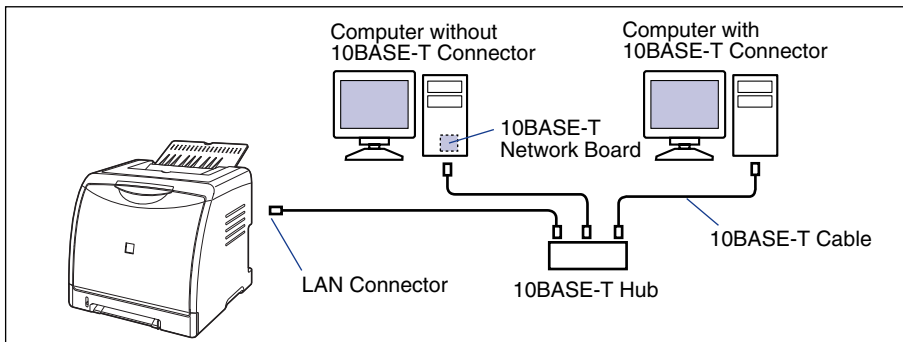 Computer without
10BASE-T Connector
Computer with
10BASE-T Connector
10BASE-T
Network Board
10BASE-T Cable
LAN Connector
10BASE-T Hub